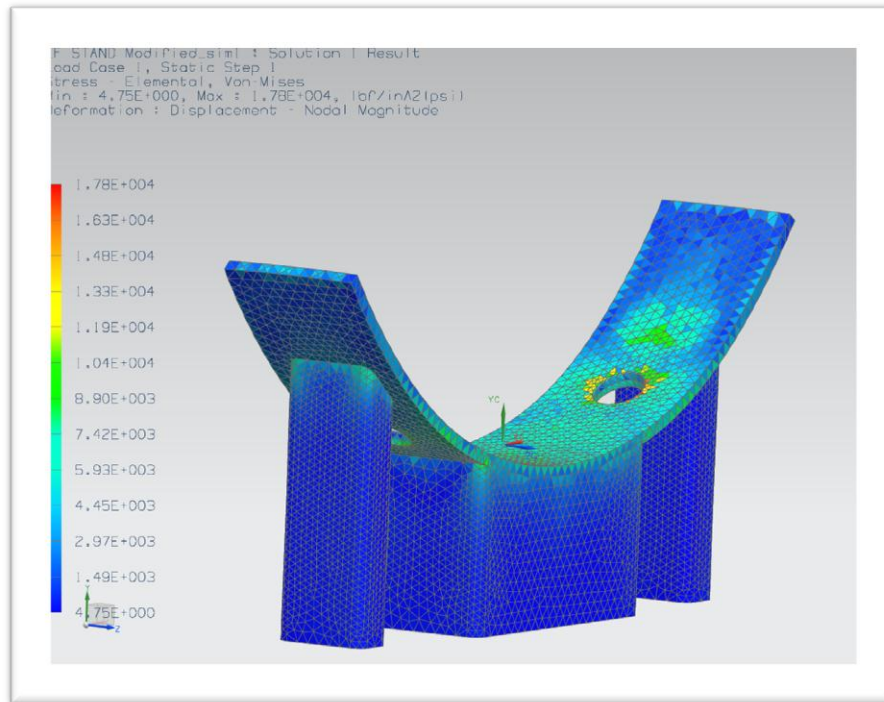 F STAND Modified_sim1 : Solution 1 Result
oad Case 1, Static Step 1
tress - Elemental, Von-Mises
in : 4.75E+000, Max : 1.78E+004, lbf/in^2(psi)
eformation : Displacement - Nodal Magnitude
1.78E+004
1.63E+004
1.48E+004
1.33E+004
1.19E+004
1.04E+004
8.90E+003
7.42E+003
5.93E+003
4.45E+003
2.97E+003
1.49E+003
4.75E+000
YC
Y
Z